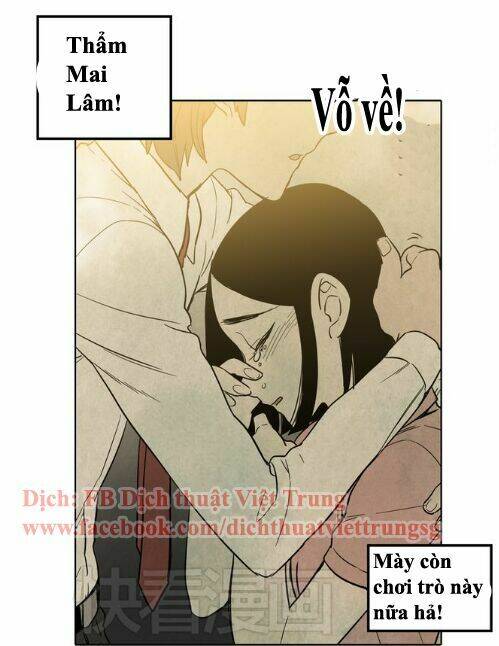 Thẩm
Mai
Lâm!
Vỗ về!
Dịch: FB Dịch thuật Việt Trung
www.facebook.com/dichthuatviettrungsg
Mày còn
chơi trò này
nữa hả!
快看漫画